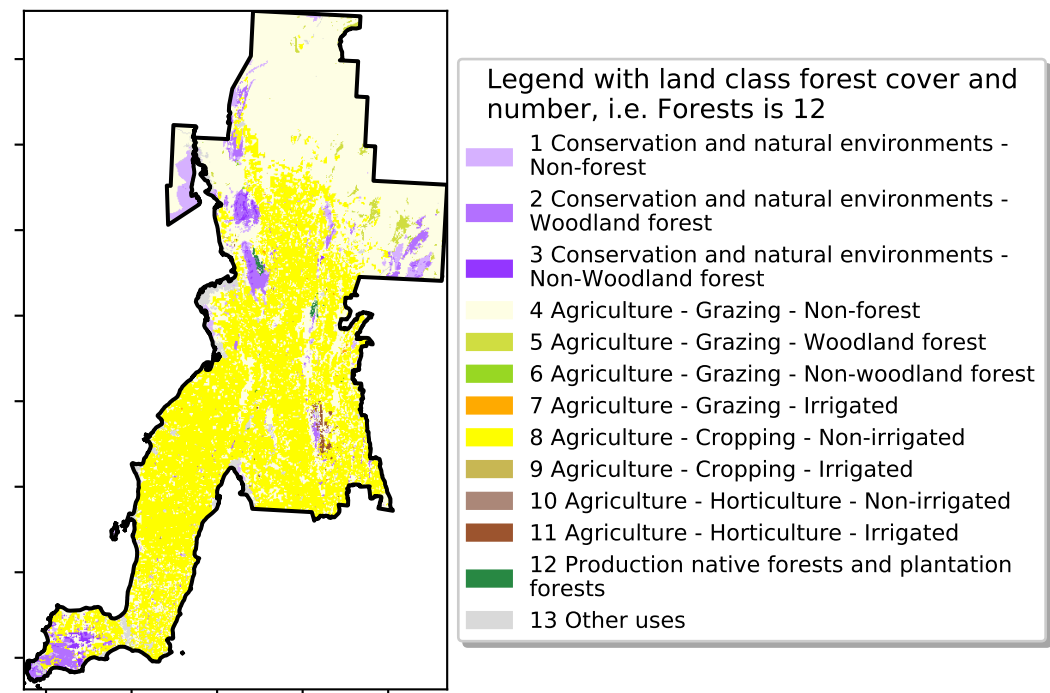 Legend with land class forest cover and
number, i.e. Forests is 12
1 Conservation and natural environments -
Non-forest
2 Conservation and natural environments -
Woodland forest
3 Conservation and natural environments -
Non-Woodland forest
4 Agriculture - Grazing - Non-forest
5 Agriculture - Grazing - Woodland forest
6 Agriculture - Grazing - Non-woodland forest
7 Agriculture - Grazing - Irrigated
8 Agriculture - Cropping - Non-irrigated
9 Agriculture - Cropping - Irrigated
10 Agriculture - Horticulture - Non-irrigated
11 Agriculture - Horticulture - Irrigated
12 Production native forests and plantation
forests
13 Other uses